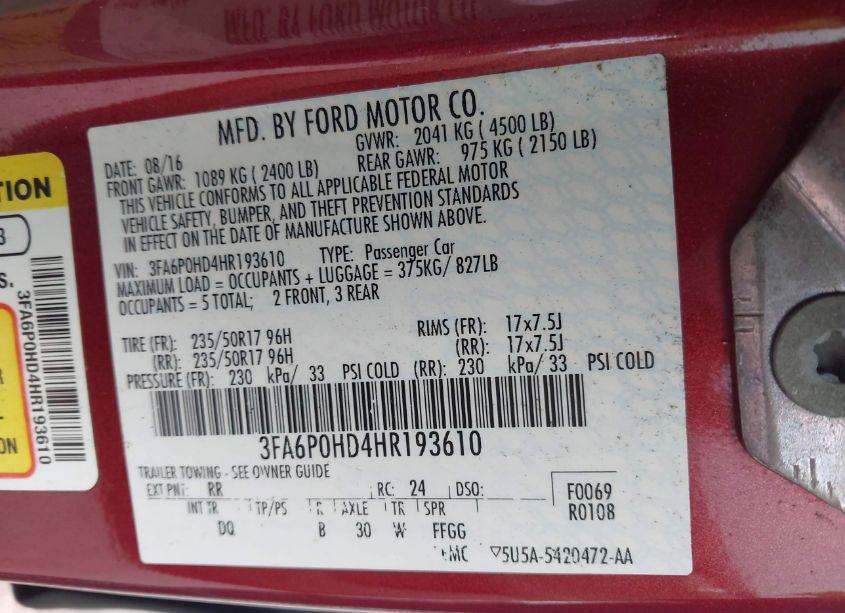 MFD. BY FORD MOTOR CO.
DATE: 08/16 GVWR: 2041 KG ( 4500 LB)
FRONT GAWR: 1089 KG ( 2400 LB) REAR GAWR: 975 KG ( 2150 LB)
THIS VEHICLE CONFORMS TO ALL APPLICABLE FEDERAL MOTOR
VEHICLE SAFETY, BUMPER, AND THEFT PREVENTION STANDARDS
IN EFFECT ON THE DATE OF MANUFACTURE SHOWN ABOVE.
VIN: 3FA6P0HD4HR193610 TYPE: Passenger Car
MAXIMUM LOAD = OCCUPANTS + LUGGAGE = 375KG/ 827LB
OCCUPANTS = 5 TOTAL; 2 FRONT, 3 REAR
TIRE (FR): 235/50R17 96H RIMS (FR): 17x7.5J
(RR): 235/50R17 96H (RR): 17x7.5J
PRESSURE (FR): 230 kPa/ 33 PSI COLD (RR): 230 kPa/ 33 PSI COLD
3FA6P0HD4HR193610
TRAILER TOWING - SEE OWNER GUIDE
EXT PNT: RR RC: 24 DSO:
INT TR TP/PS R AXLE TR SPR
DQ B 30 W FFGG
F0069
R0108
5U5A-5420472-AA
3
S.
3FA6P0HD4HR193610